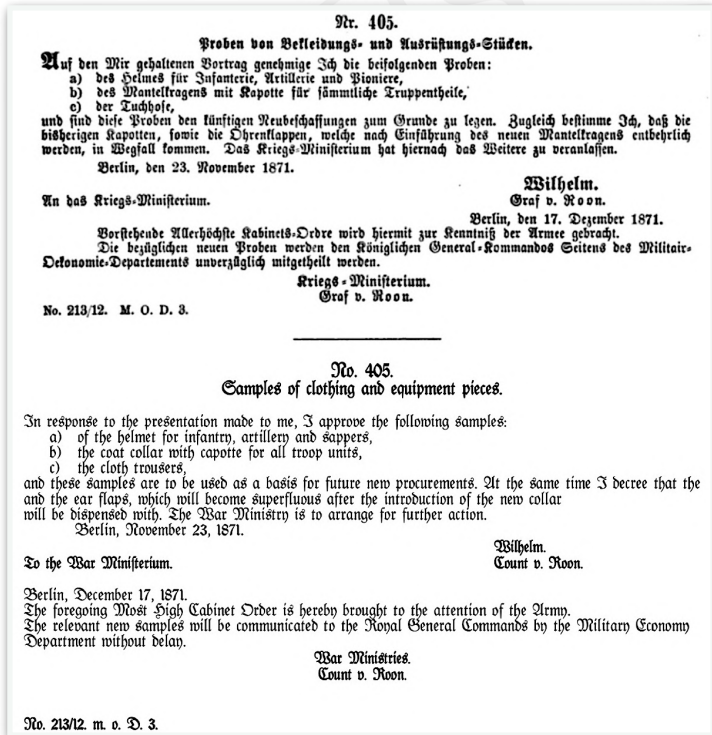 Nr. 405.
Proben von Bekleidungs- und Ausrüstungs-Stücken.
Auf den Mir gehaltenen Vortrag genehmige Ich die beifolgenden Proben:
a) des Helmes für Infanterie, Artillerie und Pioniere,
b) des Mantelkragens mit Kapotte für sämmtliche Truppentheile,
c) der Tuchhose,
und sind diese Proben den künftigen Neubeschaffungen zum Grunde zu legen. Zugleich bestimme Ich, daß die
bisherigen Kapotten, sowie die Ohrenklappen, welche nach Einführung des neuen Mantelkragens entbehrlich
werden, in Wegfall kommen. Das Kriegs-Ministerium hat hiernach das Weitere zu veranlassen.
Berlin, den 23. November 1871.
Wilhelm.
An das Kriegs-Ministerium. Graf v. Roon.
Berlin, den 17. Dezember 1871.
Vorstehende Allerhöchste Kabinets-Ordre wird hiermit zur Kenntniß der Armee gebracht.
Die bezüglichen neuen Proben werden den Königlichen General-Kommandos Seitens des Militair-
Oekonomie-Departements unverzüglich mitgetheilt werden.
Kriegs-Ministerium.
Graf v. Roon.
No. 213/12. M. O. D. 3.
No. 405.
Samples of clothing and equipment pieces.
In response to the presentation made to me, I approve the following samples:
a) of the helmet for infantry, artillery and sappers,
b) the coat collar with capotte for all troop units,
c) the cloth trousers,
and these samples are to be used as a basis for future new procurements. At the same time I decree that the
and the ear flaps, which will become superfluous after the introduction of the new collar
will be dispensed with. The War Ministry is to arrange for further action.
Berlin, November 23, 1871.
Wilhelm.
To the War Ministerium. Count v. Roon.
Berlin, December 17, 1871.
The foregoing Most High Cabinet Order is hereby brought to the attention of the Army.
The relevant new samples will be communicated to the Royal General Commands by the Military Economy
Department without delay.
War Ministries.
Count v. Roon.
No. 213/12. m. o. D. 3.